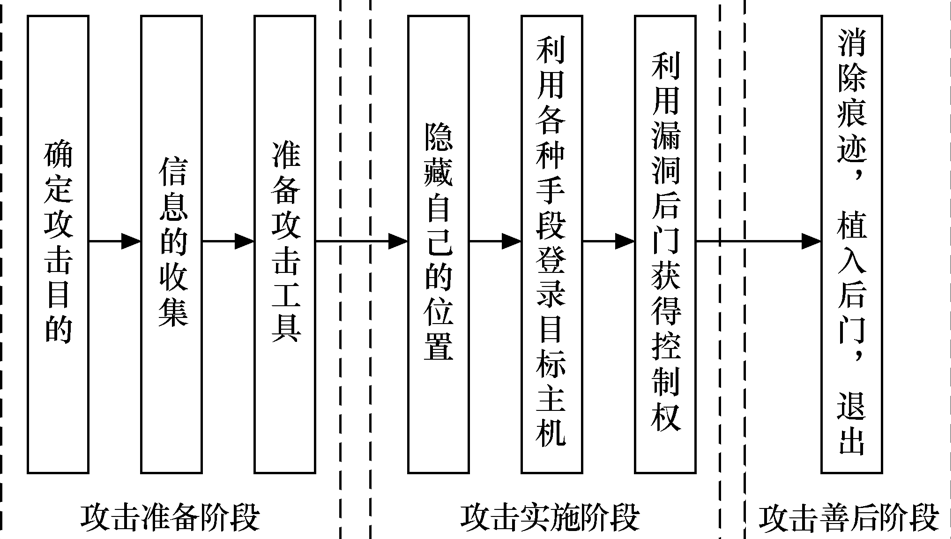 确定攻击目的
信息的收集
准备攻击工具
隐藏自己的位置
利用各种手段登录目标主机
利用漏洞后门获得控制权
消除痕迹，植入后门，退出
攻击准备阶段
攻击实施阶段
攻击善后阶段